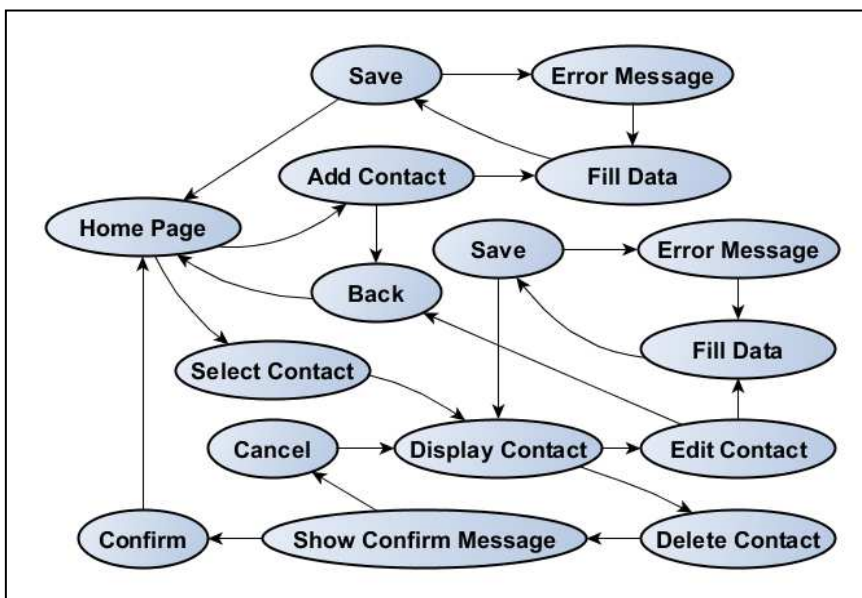 Save
Error Message
Add Contact
Fill Data
Home Page
Save
Error Message
Back
Fill Data
Select Contact
Cancel
Display Contact
Edit Contact
Confirm
Show Confirm Message
Delete Contact